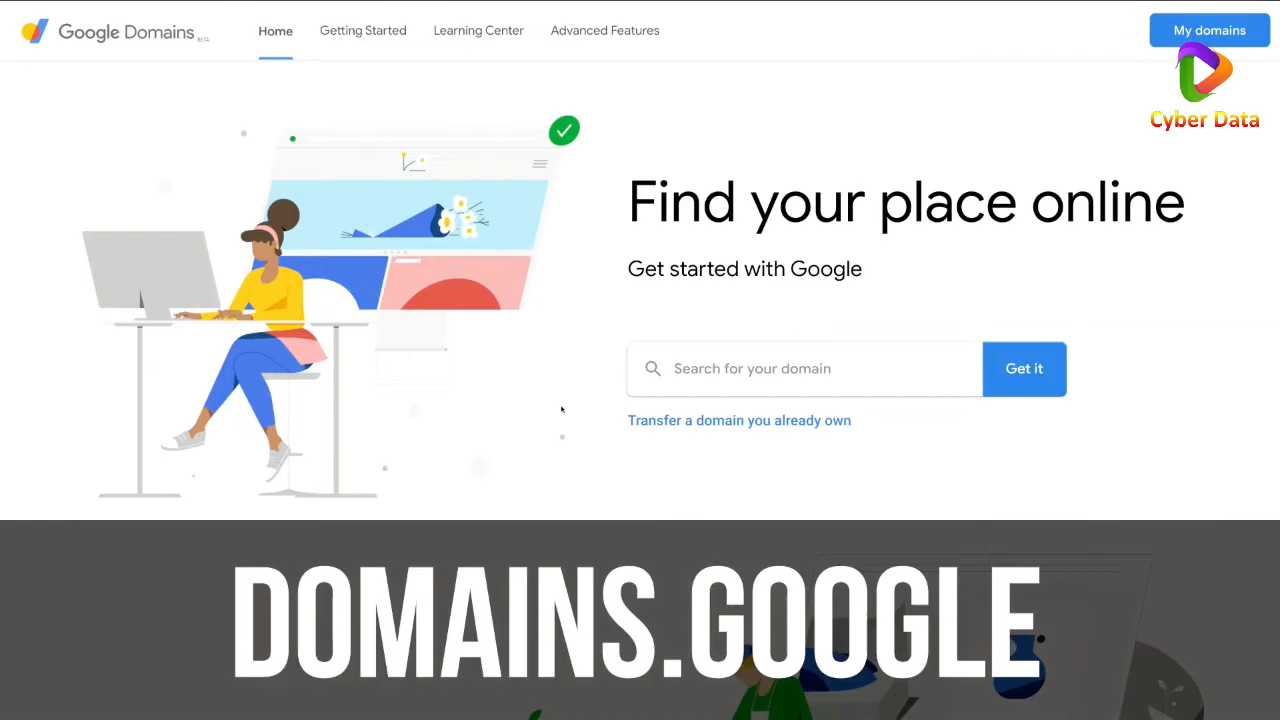 Google Domains BETA
Home
Getting Started
Learning Center
Advanced Features
My domains
Cyber Data
Find your place online
Get started with Google
Search for your domain
Get it
Transfer a domain you already own
DOMAINS.GOOGLE